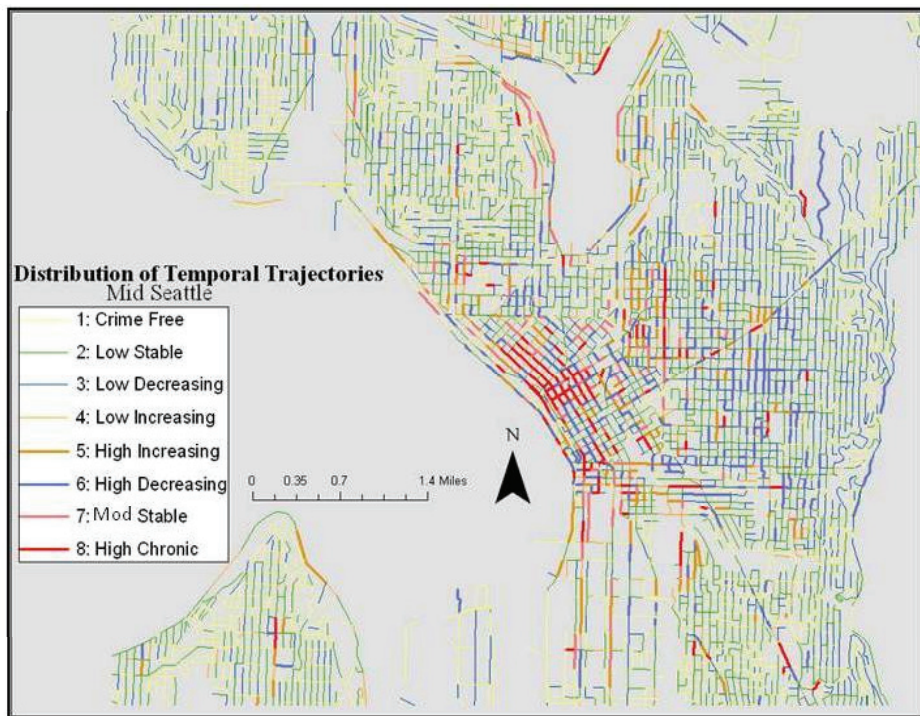 Distribution of Temporal Trajectories
Mid Seattle
1: Crime Free
2: Low Stable
3: Low Decreasing
4: Low Increasing
5: High Increasing
6: High Decreasing
7: Mod Stable
8: High Chronic
N
0 0.35 0.7 1.4 Miles